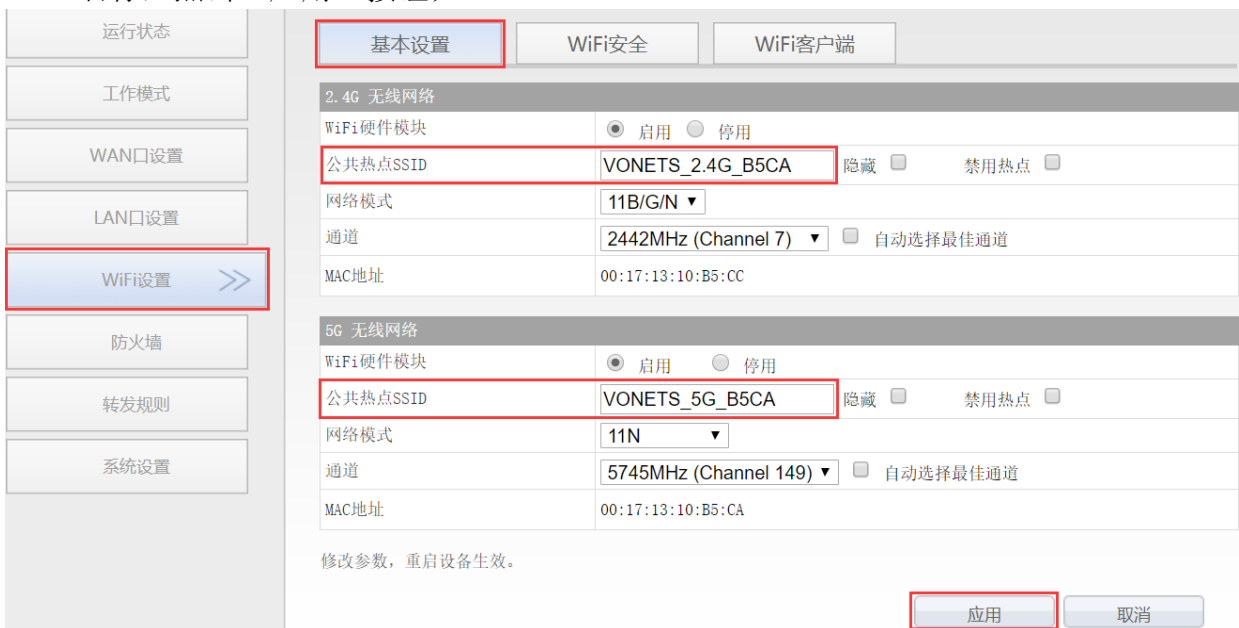 运行状态
基本设置
WiFi安全
WiFi客户端
工作模式
2.4G 无线网络
WiFi硬件模块
启用
停用
WAN口设置
公共热点SSID
VONETS_2.4G_B5CA
隐藏
禁用热点
网络模式
11B/G/N
LAN口设置
通道
2442MHz (Channel 7)
自动选择最佳通道
WiFi设置
MAC地址
00:17:13:10:B5:CC
5G 无线网络
防火墙
WiFi硬件模块
启用
停用
转发规则
公共热点SSID
VONETS_5G_B5CA
隐藏
禁用热点
网络模式
11N
系统设置
通道
5745MHz (Channel 149)
自动选择最佳通道
MAC地址
00:17:13:10:B5:CA
修改参数，重启设备生效。
应用
取消